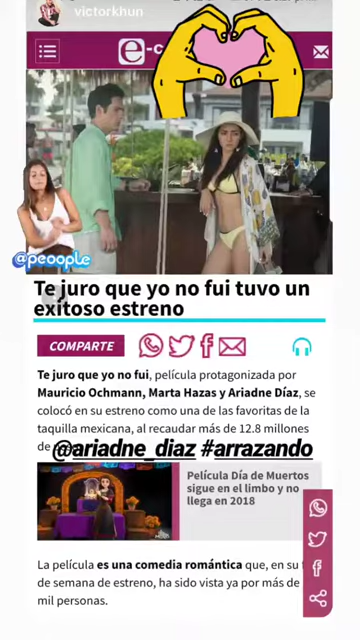 victorkhun
@peoople
Te juro que yo no fui tuvo un
exitoso estreno
COMPARTE
Te juro que yo no fui, película protagonizada por
Mauricio Ochmann, Marta Hazas y Ariadne Díaz, se
colocó en su estreno como una de las favoritas de la
taquilla mexicana, al recaudar más de 12.8 millones
de
@ariadne_diaz #arrazando
Película Día de Muertos
sigue en el limbo y no
llega en 2018
La película es una comedia romántica que, en su
de semana de estreno, ha sido vista ya por más de
mil personas.